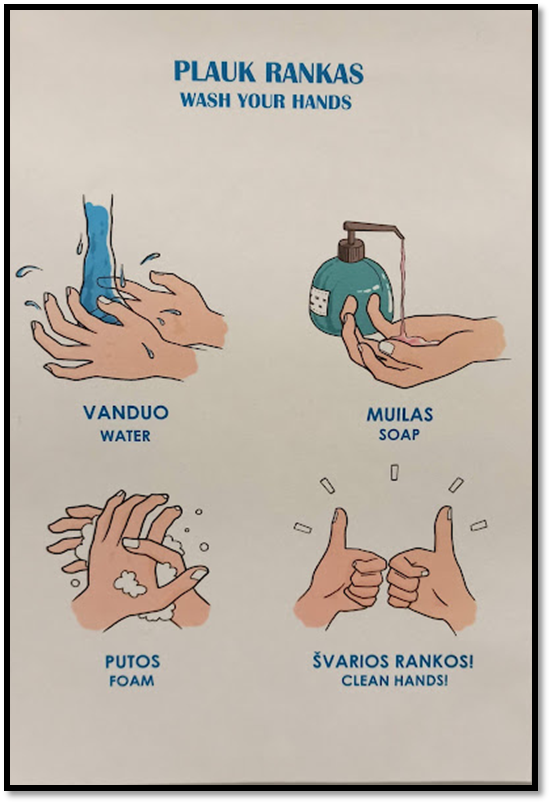 PLAUK RANKAS
WASH YOUR HANDS
VANDUO
WATER
MUILAS
SOAP
PUTOS
FOAM
ŠVARIOS RANKOS!
CLEAN HANDS!